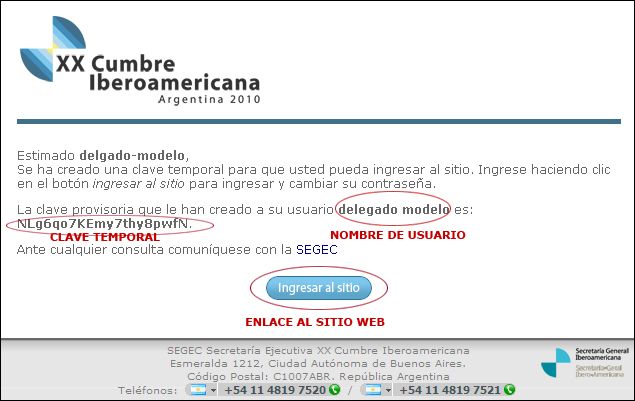 XX Cumbre
Iberoamericana
Argentina 2010
Estimado delgado-modelo,
Se ha creado una clave temporal para que usted pueda ingresar al sitio. Ingrese haciendo clic
en el botón ingresar al sitio para ingresar y cambiar su contraseña.
La clave provisoria que le han creado a su usuario delegado modelo es:
NLg6qo7KEmy7thy8pwfN.
CLAVE TEMPORAL
NOMBRE DE USUARIO
Ante cualquier consulta comuníquese con la SEGEC
Ingresar al sitio
ENLACE AL SITIO WEB
SEGEC Secretaría Ejecutiva XX Cumbre Iberoamericana
Esmeralda 1212, Ciudad Autónoma de Buenos Aires.
Código Postal: C1007ABR. República Argentina
Teléfonos: +54 11 4819 7520 / +54 11 4819 7521
Secretaría General
Iberoamericana
Secretaria-Geral
Ibero-Americana